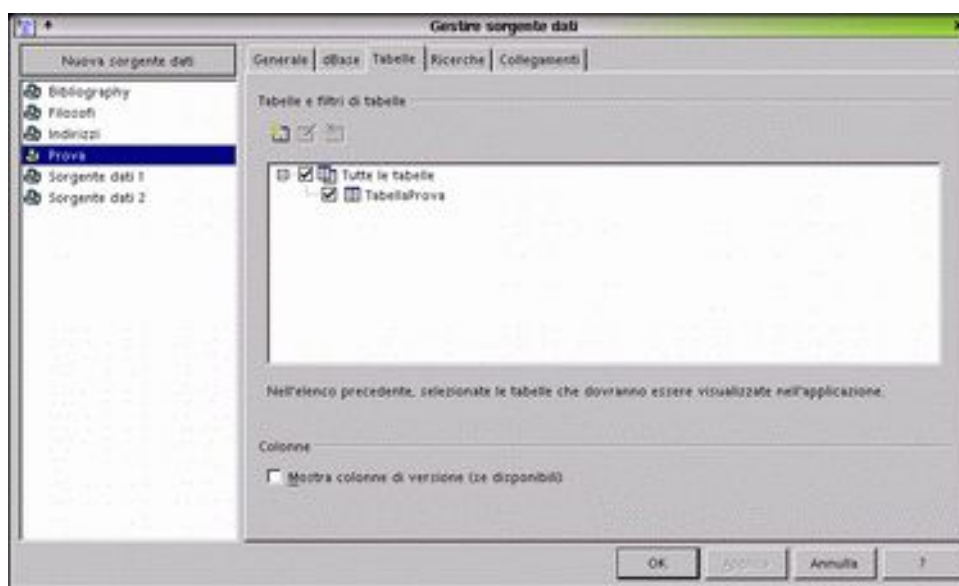 Gestire sorgente dati
Nuova sorgente dati
Generale dBase Tabelle Ricerche Collegamenti
Bibliography
Filosofi
Indirizzi
Prova
Sorgente dati 1
Sorgente dati 2
Tabelle e filtri di tabelle
Tutte le tabelle
TabellaProva
Nell'elenco precedente, selezionate le tabelle che dovranno essere visualizzate nell'applicazione.
Colonne
Mostra colonne di versione (se disponibili)
OK Applica Annulla ?